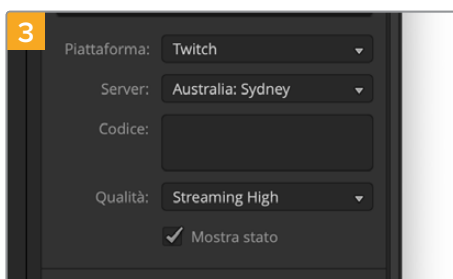 3
Piattaforma: Twitch
Server: Australia: Sydney
Codice:
Qualità: Streaming High
Mostra stato